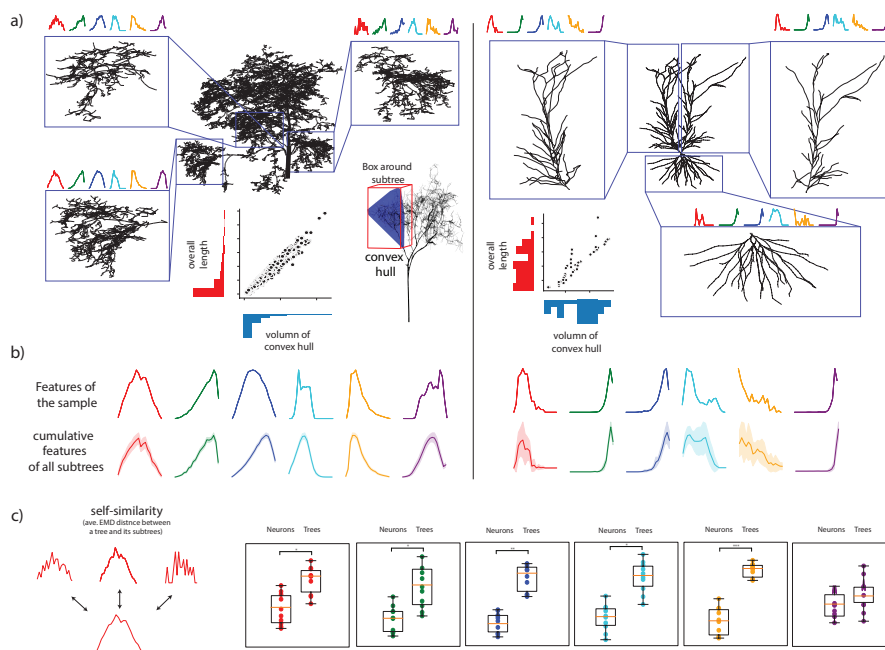 a)
Box around
subtree
convex
hull
overall
length
volumn of
convex hull
overall
length
volumn of
convex hull
b)
Features of
the sample
cumulative
features
of all subtrees
c)
self-similarity
(ave. EMD distnce between
a tree and its subtrees)
Neurons Trees
Neurons Trees
Neurons Trees
Neurons Trees
Neurons Trees
Neurons Trees
*
*
**
*
***